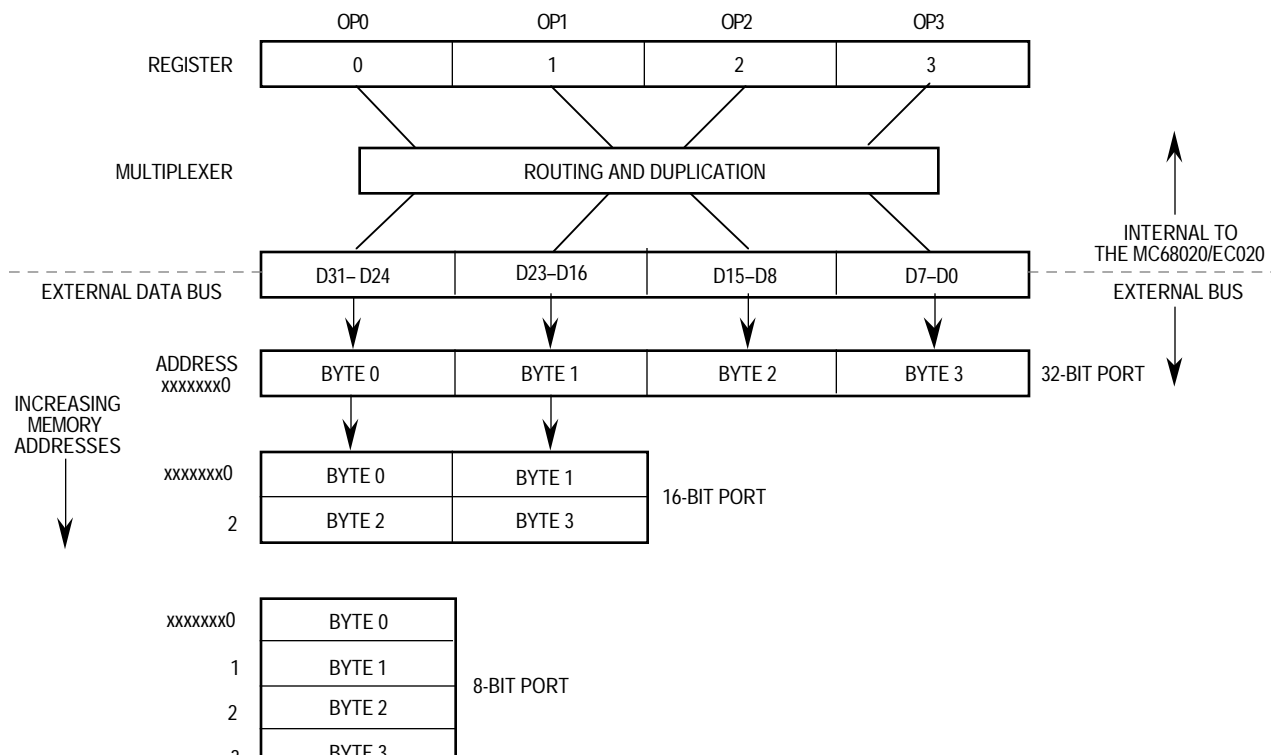 OP0 OP1 OP2 OP3
REGISTER 0 1 2 3
MULTIPLEXER ROUTING AND DUPLICATION
INTERNAL TO
THE MC68020/EC020
D31– D24 D23–D16 D15–D8 D7–D0
EXTERNAL DATA BUS EXTERNAL BUS
ADDRESS
xxxxxxx0 BYTE 0 BYTE 1 BYTE 2 BYTE 3 32-BIT PORT
INCREASING
MEMORY
ADDRESSES
xxxxxxx0 BYTE 0 BYTE 1
16-BIT PORT
2 BYTE 2 BYTE 3
xxxxxxx0 BYTE 0
1 BYTE 1
8-BIT PORT
2 BYTE 2
3 BYTE 3